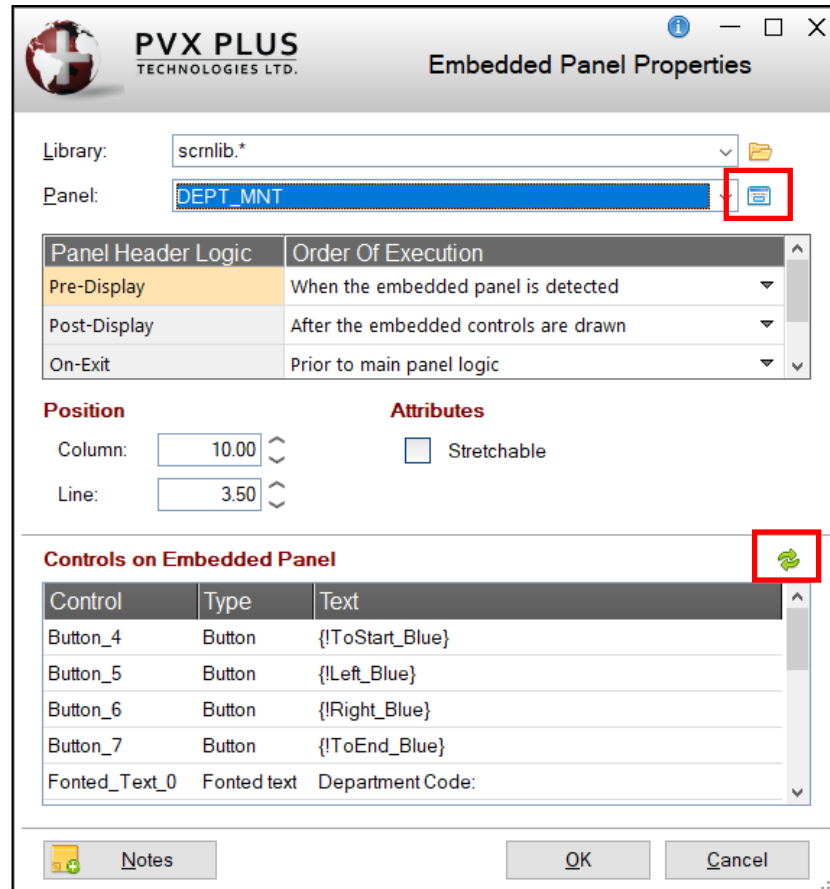 PVX PLUS
TECHNOLOGIES LTD.
Embedded Panel Properties
Library: scrnlib.*
Panel: DEPT_MNT
Panel Header Logic Order Of Execution
Pre-Display When the embedded panel is detected
Post-Display After the embedded controls are drawn
On-Exit Prior to main panel logic
Position Attributes
Column: 10.00 Stretchable
Line: 3.50
Controls on Embedded Panel
Control Type Text
Button_4 Button {!ToStart_Blue}
Button_5 Button {!Left_Blue}
Button_6 Button {!Right_Blue}
Button_7 Button {!ToEnd_Blue}
Fonted_Text_0 Fonted text Department Code:
Notes OK Cancel